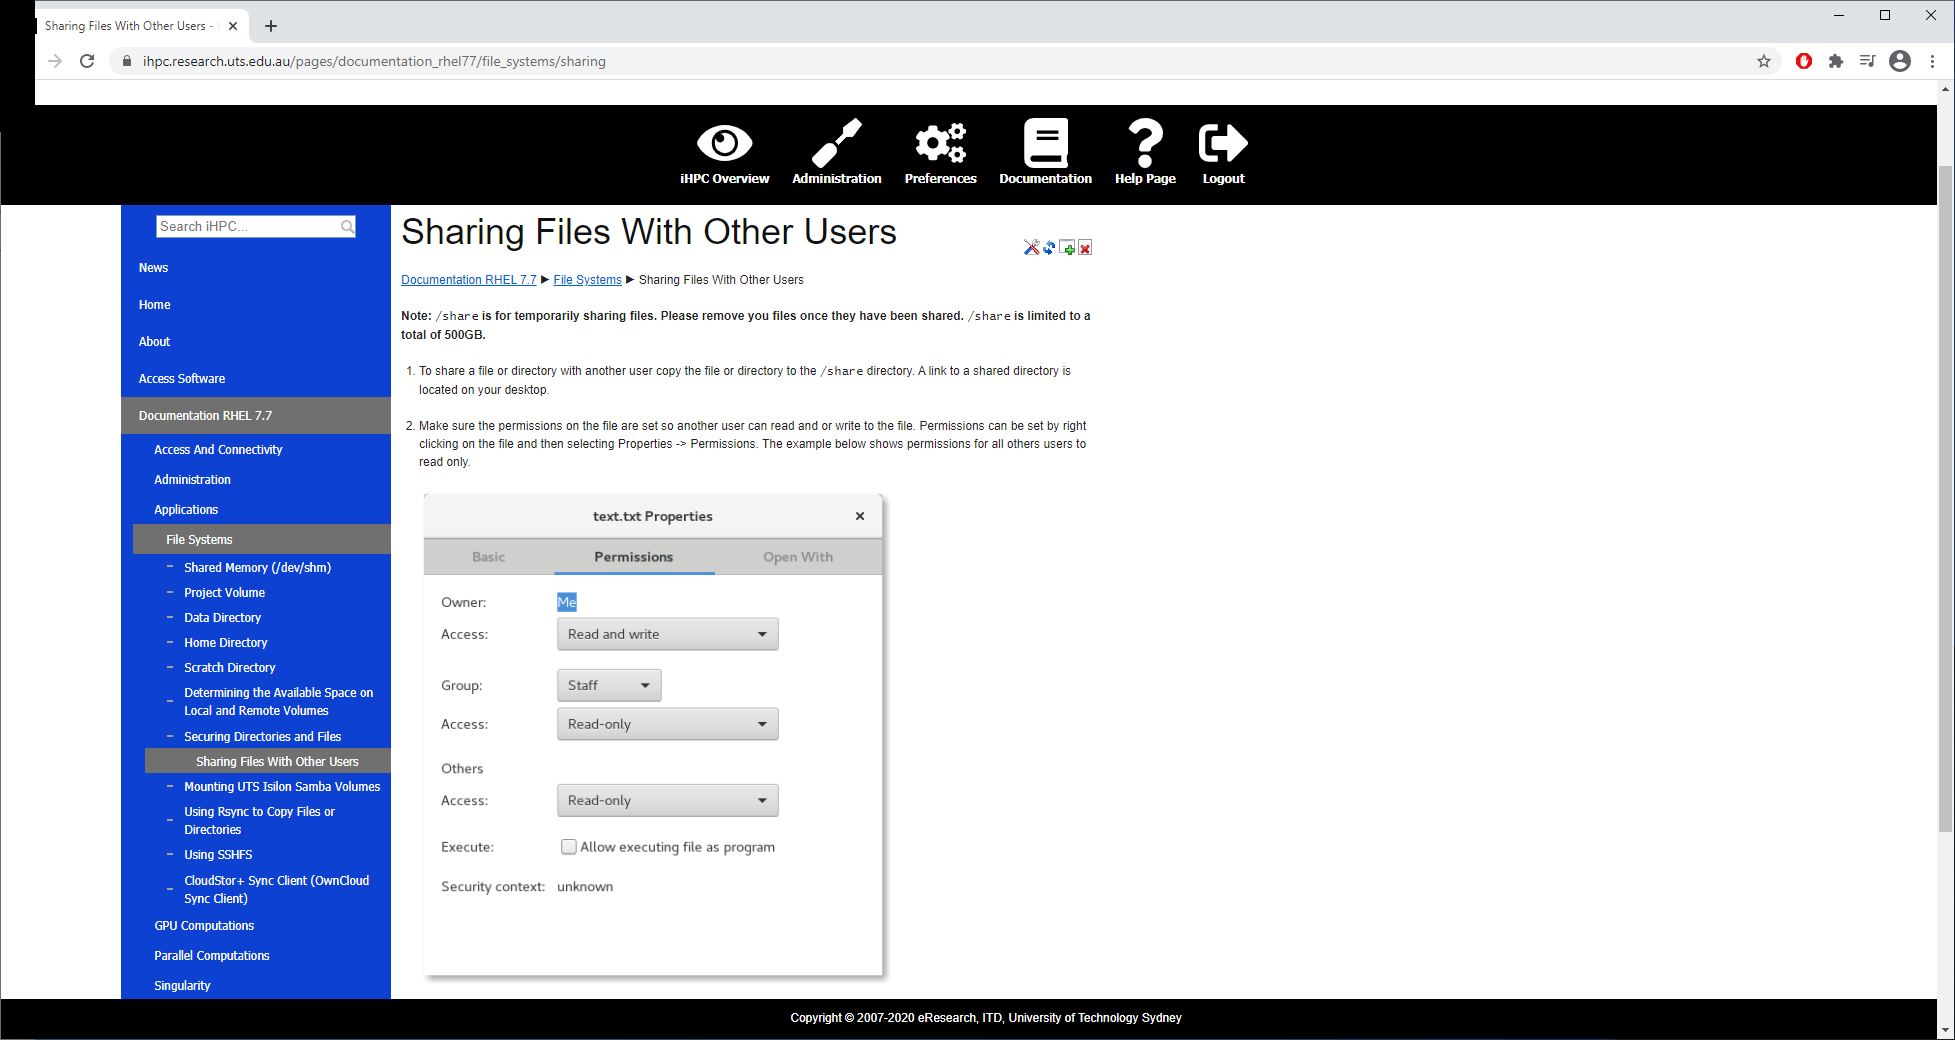 Sharing Files With Other Users -
ihpc.research.uts.edu.au/pages/documentation_rhel77/file_systems/sharing
iHPC Overview
Administration
Preferences
Documentation
Help Page
Logout
Search iHPC...
News
Home
About
Access Software
Documentation RHEL 7.7
Access And Connectivity
Administration
Applications
File Systems
Shared Memory (/dev/shm)
Project Volume
Data Directory
Home Directory
Scratch Directory
Determining the Available Space on
Local and Remote Volumes
Securing Directories and Files
Sharing Files With Other Users
Mounting UTS Isilon Samba Volumes
Using Rsync to Copy Files or
Directories
Using SSHFS
CloudStor+ Sync Client (OwnCloud
Sync Client)
GPU Computations
Parallel Computations
Singularity
Sharing Files With Other Users
Documentation RHEL 7.7 ► File Systems ► Sharing Files With Other Users
Note: /share is for temporarily sharing files. Please remove you files once they have been shared. /share is limited to a
total of 500GB.
1. To share a file or directory with another user copy the file or directory to the /share directory. A link to a shared directory is
located on your desktop.
2. Make sure the permissions on the file are set so another user can read and or write to the file. Permissions can be set by right
clicking on the file and then selecting Properties -> Permissions. The example below shows permissions for all others users to
read only.
text.txt Properties
Basic Permissions Open With
Owner: Me
Access: Read and write
Group: Staff
Access: Read-only
Others
Access: Read-only
Execute: Allow executing file as program
Security context: unknown
Copyright © 2007-2020 eResearch, ITD, University of Technology Sydney